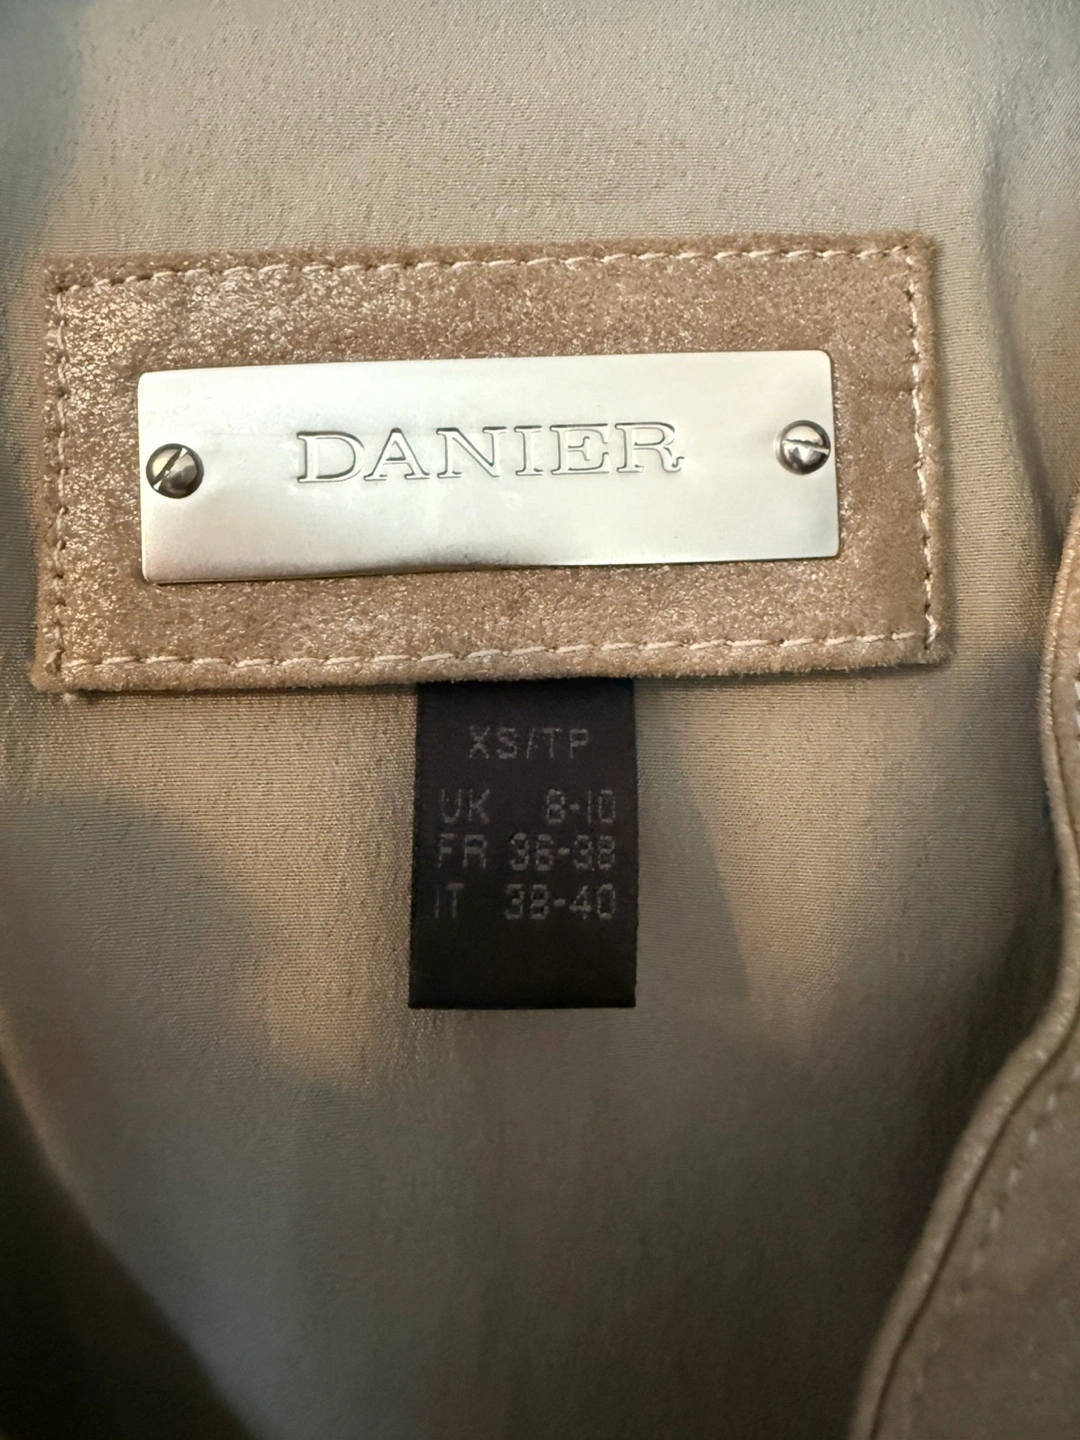 DANIER
XS/TP
UK 8-10
FR 36-38
IT 38-40